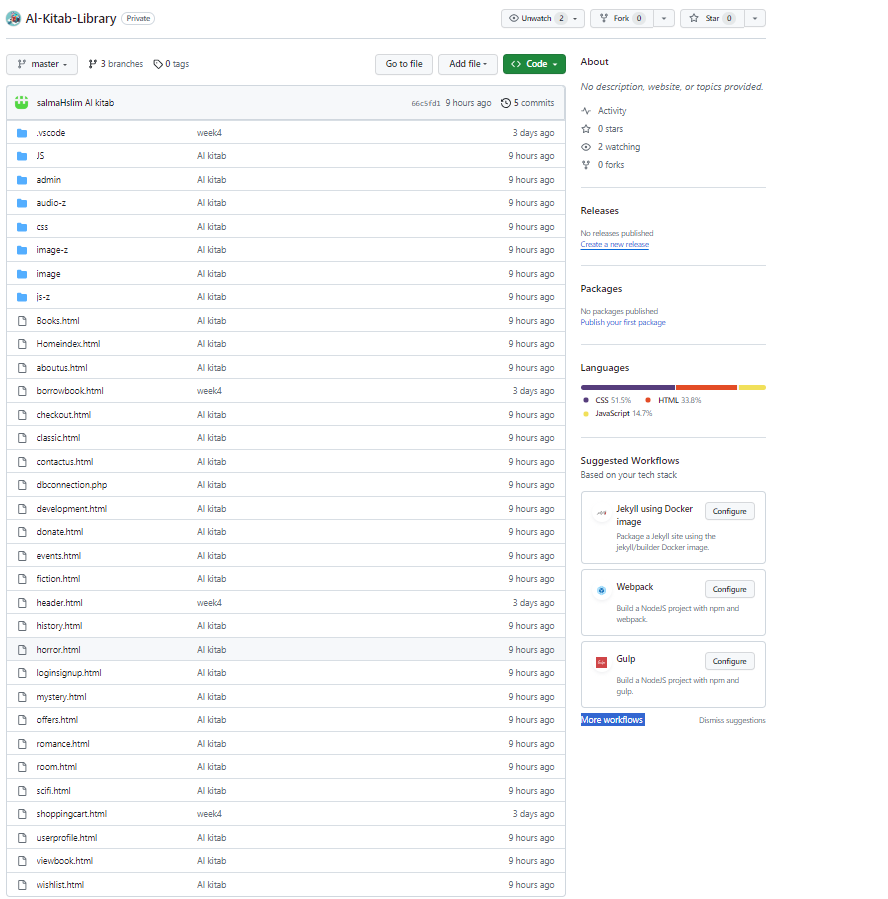 Al-Kitab-Library Private
Unwatch 2
Fork 0
Star 0
master
3 branches
0 tags
Go to file
Add file
<> Code
salmaHslim Al kitab
66c5fd1 9 hours ago
5 commits
.vscode week4 3 days ago
JS Al kitab 9 hours ago
admin Al kitab 9 hours ago
audio-z Al kitab 9 hours ago
css Al kitab 9 hours ago
image-z Al kitab 9 hours ago
image Al kitab 9 hours ago
js-z Al kitab 9 hours ago
Books.html Al kitab 9 hours ago
Homeindex.html Al kitab 9 hours ago
aboutus.html Al kitab 9 hours ago
borrowbook.html week4 3 days ago
checkout.html Al kitab 9 hours ago
classic.html Al kitab 9 hours ago
contactus.html Al kitab 9 hours ago
dbconnection.php Al kitab 9 hours ago
development.html Al kitab 9 hours ago
donate.html Al kitab 9 hours ago
events.html Al kitab 9 hours ago
fiction.html Al kitab 9 hours ago
header.html week4 3 days ago
history.html Al kitab 9 hours ago
horror.html Al kitab 9 hours ago
loginsignup.html Al kitab 9 hours ago
mystery.html Al kitab 9 hours ago
offers.html Al kitab 9 hours ago
romance.html Al kitab 9 hours ago
room.html Al kitab 9 hours ago
scifi.html Al kitab 9 hours ago
shoppingcart.html week4 3 days ago
userprofile.html Al kitab 9 hours ago
viewbook.html Al kitab 9 hours ago
wishlist.html Al kitab 9 hours ago
About
No description, website, or topics provided.
Activity
0 stars
2 watching
0 forks
Releases
No releases published
Create a new release
Packages
No packages published
Publish your first package
Languages
CSS 51.5% HTML 33.8%
JavaScript 14.7%
Suggested Workflows
Based on your tech stack
Jekyll using Docker
image
Configure
Package a Jekyll site using the
jekyll/builder Docker image.
Webpack
Configure
Build a NodeJS project with npm and
webpack.
Gulp
Configure
Build a NodeJS project with npm and
gulp.
More workflows
Dismiss suggestions